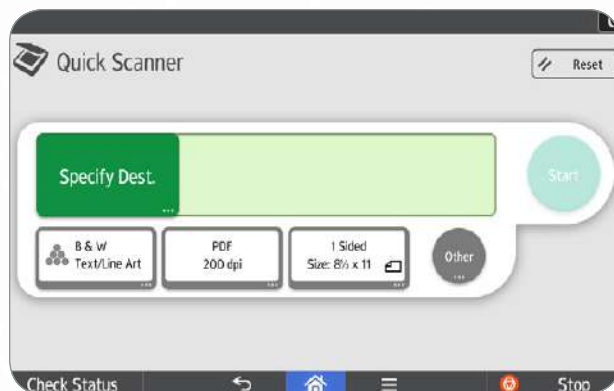 Quick Scanner
Reset
Specify Dest.
Start
B & W
Text/Line Art
PDF
200 dpi
1 Sided
Size: 8½ x 11
Other
Check Status
Stop